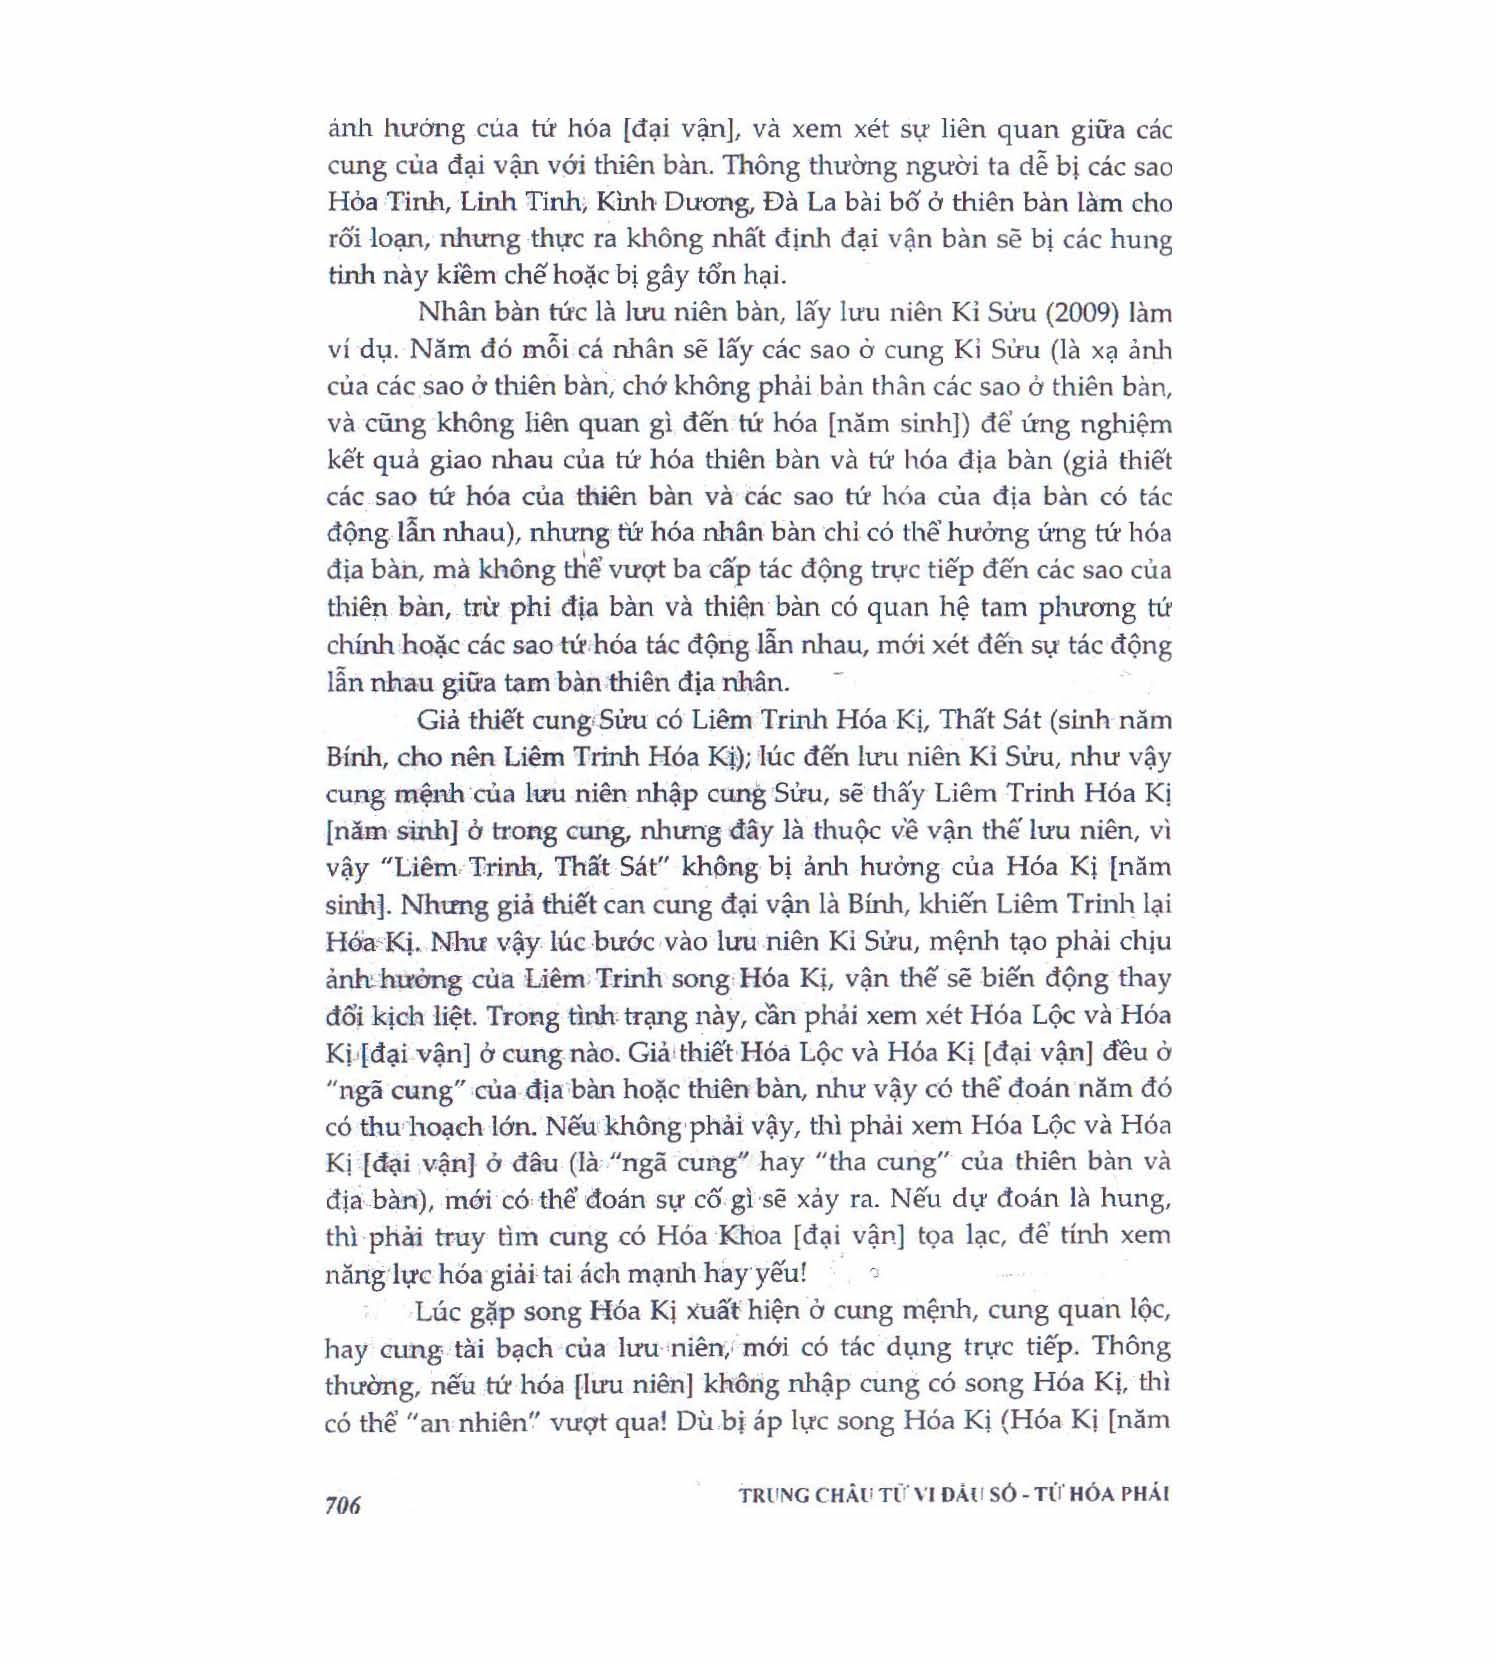 ảnh hưởng của tứ hóa [đại vận], và xem xét sự liên quan giữa các
cung của đại vận với thiên bàn. Thông thường người ta dễ bị các sao
Hỏa Tinh, Linh Tinh, Kình Dương, Đà La bài bố ở thiên bàn làm cho
rối loạn, nhưng thực ra không nhất định đại vận bàn sẽ bị các hung
tinh này kiềm chế hoặc bị gây tổn hại.
Nhân bàn tức là lưu niên bàn, lấy lưu niên Kỉ Sửu (2009) làm
ví dụ. Năm đó mỗi cá nhân sẽ lấy các sao ở cung Kỉ Sửu (là xạ ảnh
của các sao ở thiên bàn, chớ không phải bản thân các sao ở thiên bàn,
và cũng không liên quan gì đến tứ hóa [năm sinh]) để ứng nghiệm
kết quả giao nhau của tứ hóa thiên bàn và tứ hóa địa bàn (giả thiết
các sao tứ hóa của thiên bàn và các sao tứ hóa của địa bàn có tác
động lẫn nhau), nhưng tứ hóa nhân bàn chỉ có thể hưởng ứng tứ hóa
địa bàn, mà không thể vượt ba cấp tác động trực tiếp đến các sao của
thiên bàn, trừ phi địa bàn và thiên bàn có quan hệ tam phương tứ
chính hoặc các sao tứ hóa tác động lẫn nhau, mới xét đến sự tác động
lẫn nhau giữa tam bàn thiên địa nhân.
Giả thiết cung Sửu có Liêm Trinh Hóa Kị, Thất Sát (sinh năm
Bính, cho nên Liêm Trinh Hóa Kị); lúc đến lưu niên Kỉ Sửu, như vậy
cung mệnh của lưu niên nhập cung Sửu, sẽ thấy Liêm Trinh Hóa Kị
[năm sinh] ở trong cung, nhưng đây là thuộc về vận thế lưu niên, vì
vậy "Liêm Trinh, Thất Sát" không bị ảnh hưởng của Hóa Kị [năm
sinh]. Nhưng giả thiết can cung đại vận là Bính, khiến Liêm Trinh lại
Hóa Kị. Như vậy lúc bước vào lưu niên Kỉ Sửu, mệnh tạo phải chịu
ảnh hưởng của Liêm Trinh song Hóa Kị, vận thế sẽ biến động thay
đổi kịch liệt. Trong tình trạng này, cần phải xem xét Hóa Lộc và Hóa
Kị [đại vận] ở cung nào. Giả thiết Hóa Lộc và Hóa Kị [đại vận] đều ở
"ngã cung" của địa bàn hoặc thiên bàn, như vậy có thể đoán năm đó
có thu hoạch lớn. Nếu không phải vậy, thì phải xem Hóa Lộc và Hóa
Kị [đại vận] ở đâu (là "ngã cung" hay "tha cung" của thiên bàn và
địa bàn), mới có thể đoán sự cố gì sẽ xảy ra. Nếu dự đoán là hung,
thì phải truy tìm cung có Hóa Khoa [đại vận] tọa lạc, để tính xem
năng lực hóa giải tai ách mạnh hay yếu!
Lúc gặp song Hóa Kị xuất hiện ở cung mệnh, cung quan lộc,
hay cung tài bạch của lưu niên, mới có tác dụng trực tiếp. Thông
thường, nếu tứ hóa [lưu niên] không nhập cung có song Hóa Kị, thì
có thể "an nhiên" vượt qua! Dù bị áp lực song Hóa Kị (Hóa Kị [năm
706 TRUNG CHÂU TỬ VI ĐẨU SỐ - TỨ HÓA PHÁI